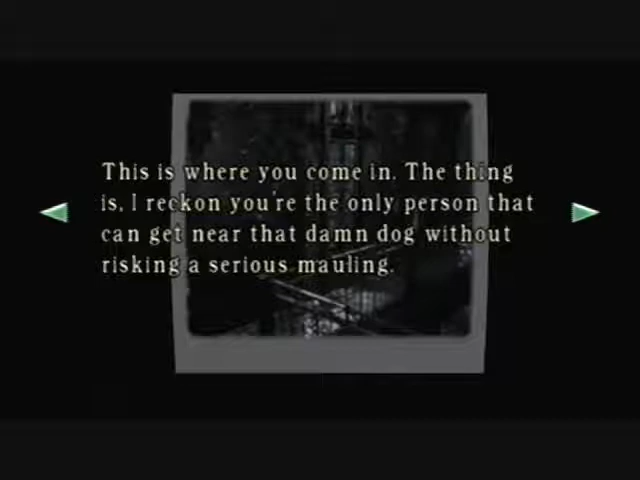 This is where you come in. The thing
is, I reckon you're the only person that
can get near that damn dog without
risking a serious mauling.